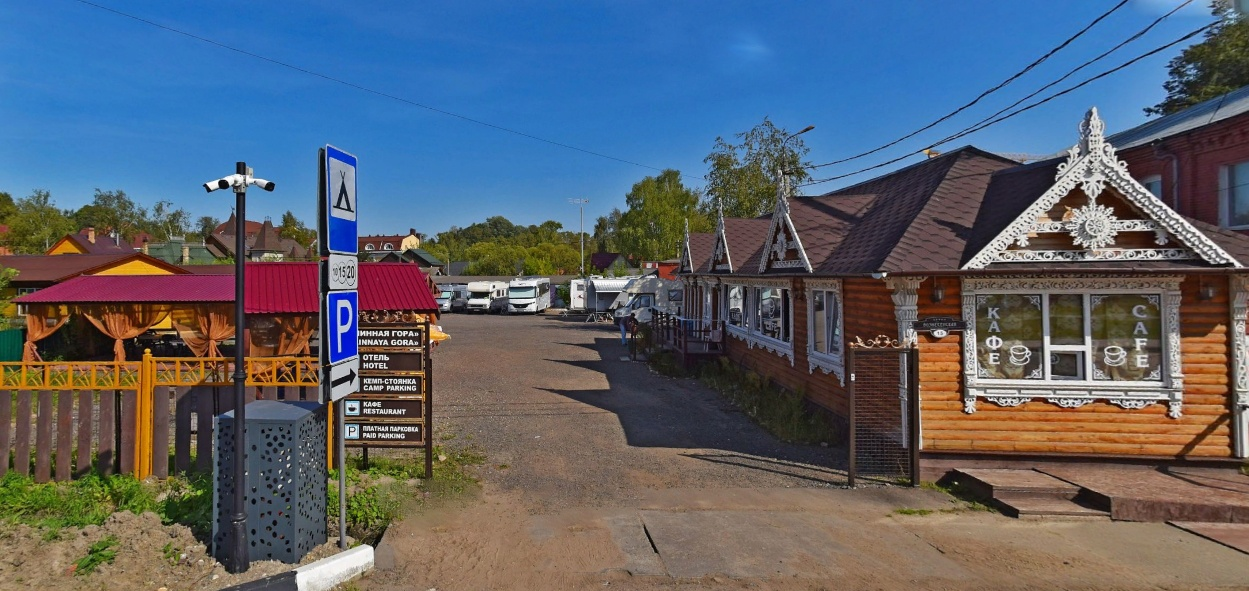 10 15 20
P
ИННАЯ ГОРА»
INNAYA GORA»
ОТЕЛЬ
HOTEL
КЕМП-СТОЯНКА
CAMP PARKING
КАФЕ
RESTAURANT
P ПЛАТНАЯ ПАРКОВКА
PAID PARKING
КАФЕ
CAFE